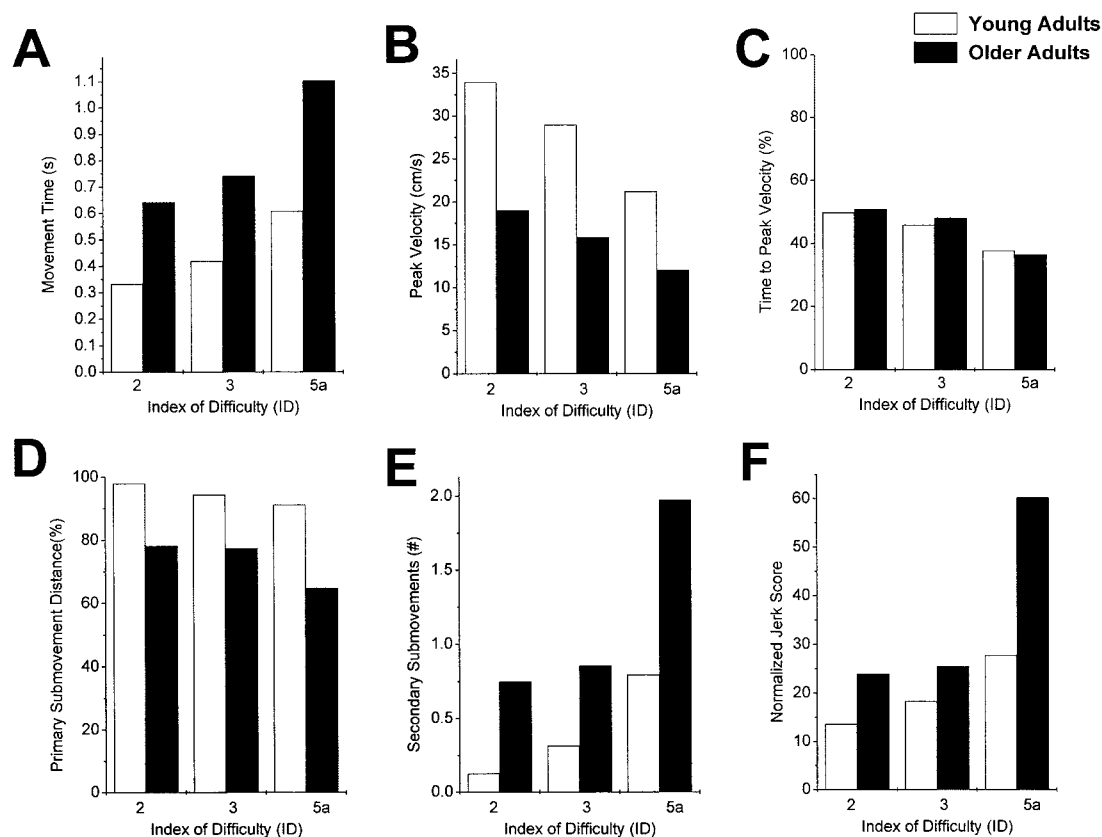 Young Adults
Older Adults
A
Movement Time (s)
1.1
1.0
0.9
0.8
0.7
0.6
0.5
0.4
0.3
0.2
0.1
0.0
2 3 5a
Index of Difficulty (ID)
B
Peak Velocity (cm/s)
35
30
25
20
15
10
5
0
2 3 5a
Index of Difficulty (ID)
C
Time to Peak Velocity (%)
100
80
60
40
20
0
2 3 5a
Index of Difficulty (ID)
D
Primary Submovement Distance(%)
100
80
60
40
20
0
2 3 5a
Index of Difficulty (ID)
E
Secondary Submovements (#)
2.0
1.5
1.0
0.5
0.0
2 3 5a
Index of Difficulty (ID)
F
Normalized Jerk Score
60
50
40
30
20
10
0
2 3 5a
Index of Difficulty (ID)